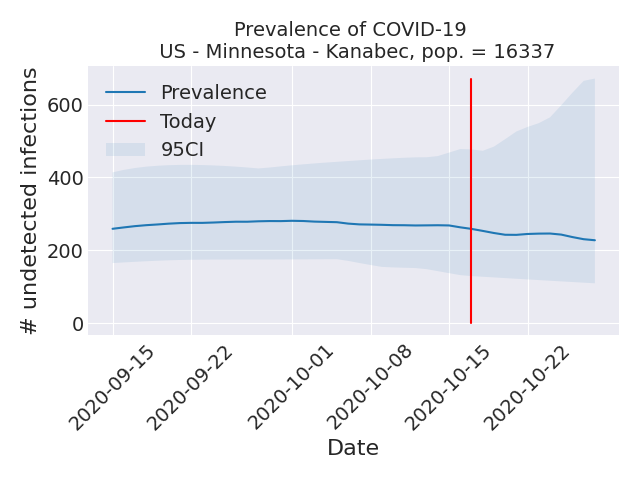 Prevalence of COVID-19
US - Minnesota - Kanabec, pop. = 16337
# undetected infections
600
400
200
0
Prevalence
Today
95CI
2020-09-15
2020-09-22
2020-10-01
2020-10-08
2020-10-15
2020-10-22
Date